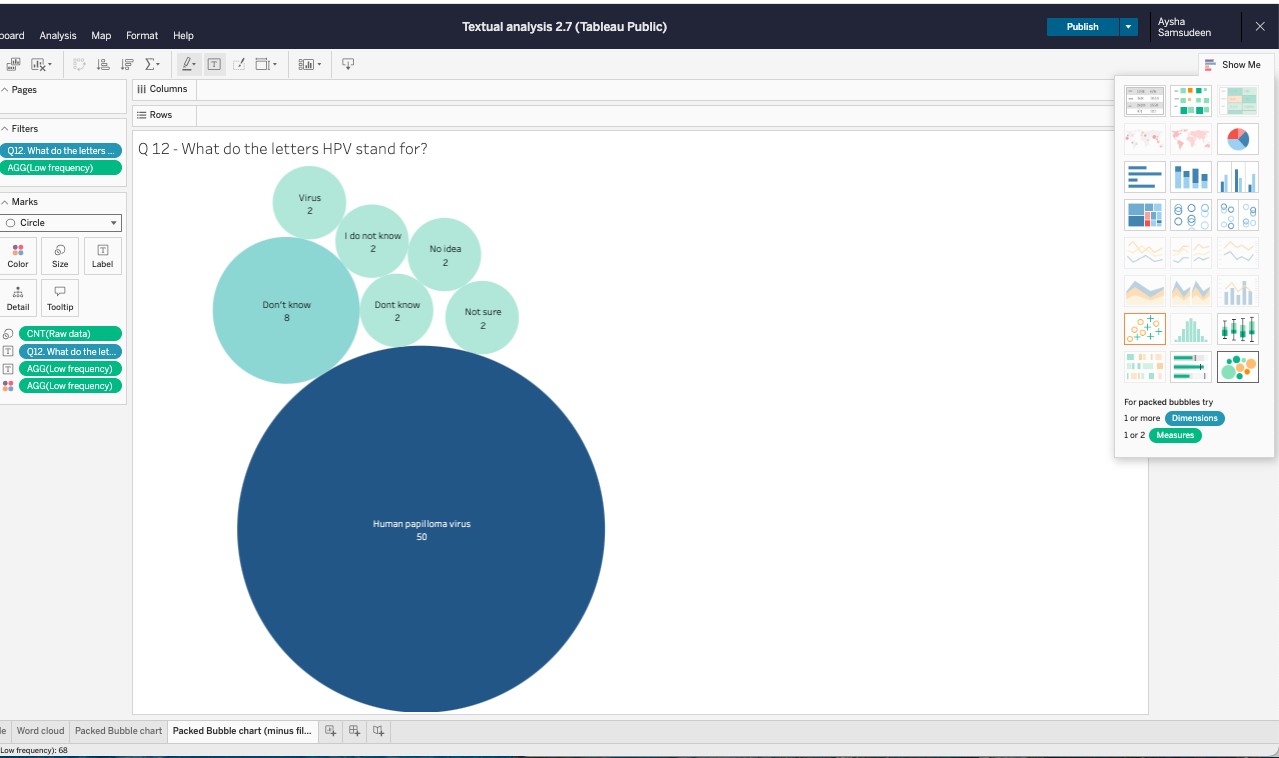 Textual analysis 2.7 (Tableau Public)
Publish
Aysha
Samsudeen
board Analysis Map Format Help
Show Me
Pages
Columns
Rows
Filters
Q12. What do the letters ...
AGG(Low frequency)
Marks
Circle
Color Size Label
Detail Tooltip
CNT(Raw data)
Q12. What do the let...
AGG(Low frequency)
AGG(Low frequency)
Q 12 - What do the letters HPV stand for?
Virus
2
I do not know
2
No idea
2
Don't know
8
Dont know
2
Not sure
2
Human papilloma virus
50
For packed bubbles try
1 or more Dimensions
1 or 2 Measures
le Word cloud Packed Bubble chart Packed Bubble chart (minus fil...
Low frequency): 68